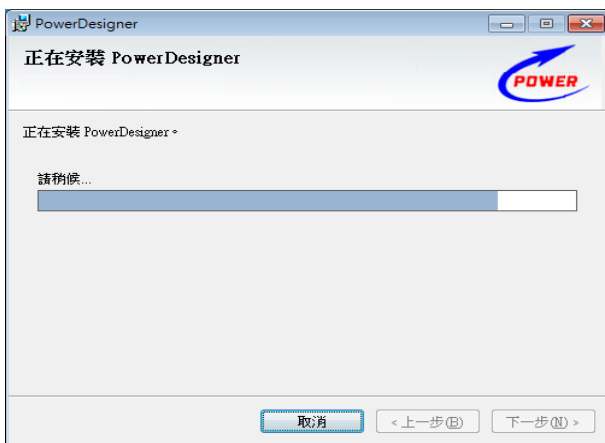 PowerDesigner
正在安裝 PowerDesigner
POWER
正在安裝 PowerDesigner。
請稍候...
取消
<上一步(B)
下一步(N)>